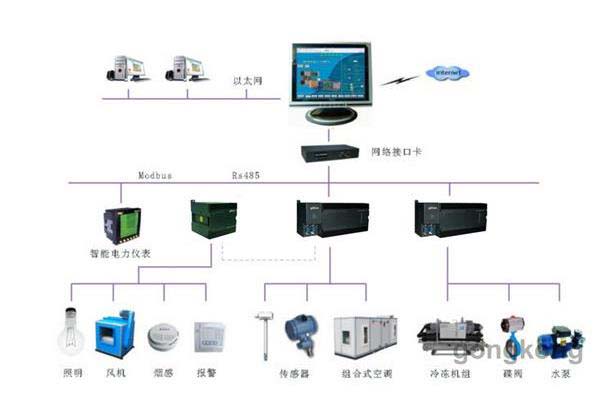 以太网
internet
网络接口卡
Modbus Rs485
智能电力仪表
照明 风机 烟感 报警 传感器 组合式空调 冷冻机组 蝶阀 水泵
gongkong